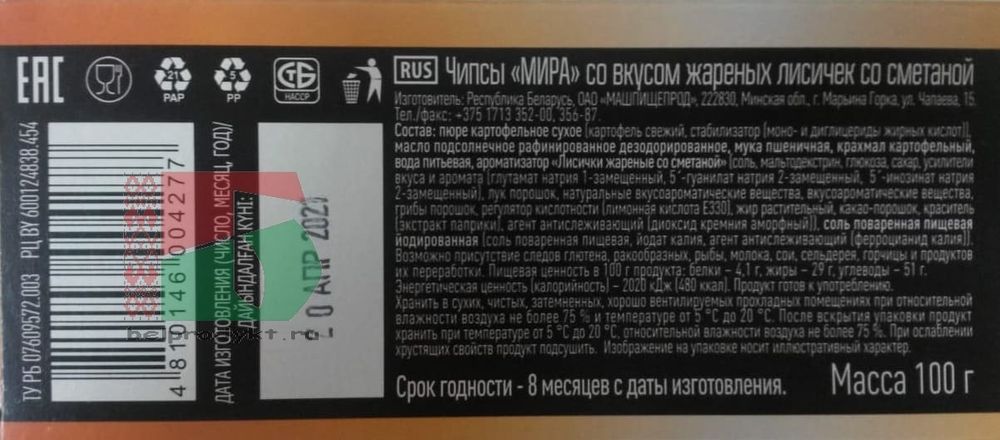 EAC
21
PAP
5
PP
СТБ
НАССР
RUS Чипсы «МИРА» со вкусом жареных лисичек со сметаной
Изготовитель: Республика Беларусь, ОАО «МАШПИЩЕПРОД», 222830, Минская обл., г. Марьина Горка, ул. Чапаева, 15.
Тел./факс: +375 1713 352-00, 356-87.
Состав: пюре картофельное сухое (картофель свежий, стабилизатор (моно- и диглицериды жирных кислот)),
масло подсолнечное рафинированное дезодорированное, мука пшеничная, крахмал картофельный,
вода питьевая, ароматизатор «Лисички жареные со сметаной» (соль, мальтодекстрин, глюкоза, сахар, усилители
вкуса и аромата (глутамат натрия 1-замещенный, 5'-гуанилат натрия 2-замещенный, 5'-инозинат натрия
2-замещенный), лук порошок, натуральные вкусоароматические вещества, вкусоароматические вещества,
грибы порошок, регулятор кислотности (лимонная кислота Е330), жир растительный, какао-порошок, краситель
(экстракт паприки), агент антислеживающий (диоксид кремния аморфный)), соль поваренная пищевая
йодированная (соль поваренная пищевая, йодат калия, агент антислеживающий (ферроцианид калия)).
Возможно присутствие следов глютена, ракообразных, рыбы, молока, сои, сельдерея, горчицы и продуктов
их переработки. Пищевая ценность в 100 г продукта: белки – 4,1 г, жиры – 29 г, углеводы – 51 г.
Энергетическая ценность (калорийность) – 2020 кДж (480 ккал). Продукт готов к употреблению.
Хранить в сухих, чистых, затемненных, хорошо вентилируемых прохладных помещениях при относительной
влажности воздуха не более 75 % и температуре от 5 °С до 20 °С. После вскрытия упаковки продукт
хранить при температуре от 5 °С до 20 °С, относительной влажности воздуха не более 75 %. При ослаблении
хрустящих свойств продукт подсушить. Изображение на упаковке носит иллюстративный характер.
Срок годности - 8 месяцев с даты изготовления.
Масса 100 г
ТУ РБ 07609572.003 РЦ BY 600124838.454
4 810146 004277
ДАТА ИЗГОТОВЛЕНИЯ (ЧИСЛО, МЕСЯЦ, ГОД)/
ДАЙЫНДАЛҒАН КҮНІ:
20 АПР 2021
belproduct.ru